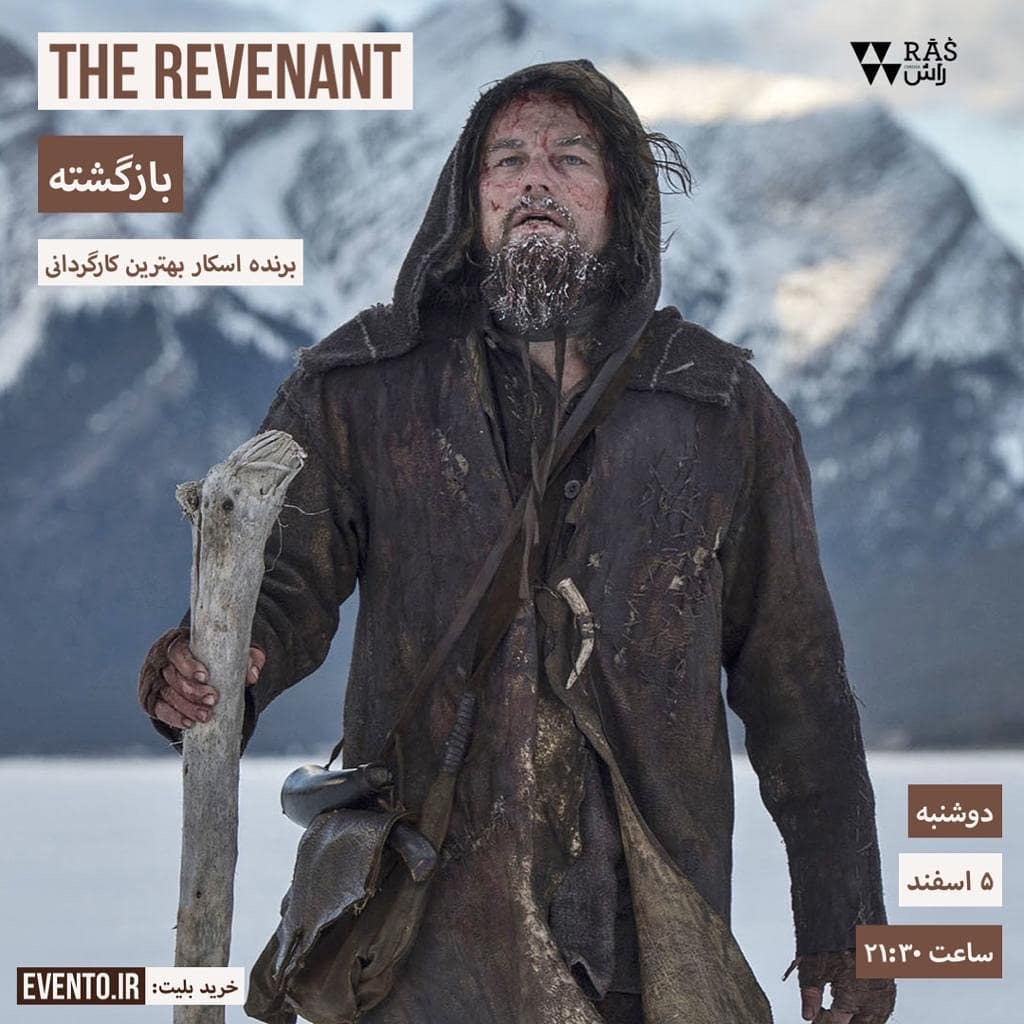 THE REVENANT
RĀŠ
راش
بازگشته
برنده اسکار بهترین کارگردانی
دوشنبه
۵ اسفند
ساعت ۲۱:۳۰
خرید بلیت: EVENTO.IR